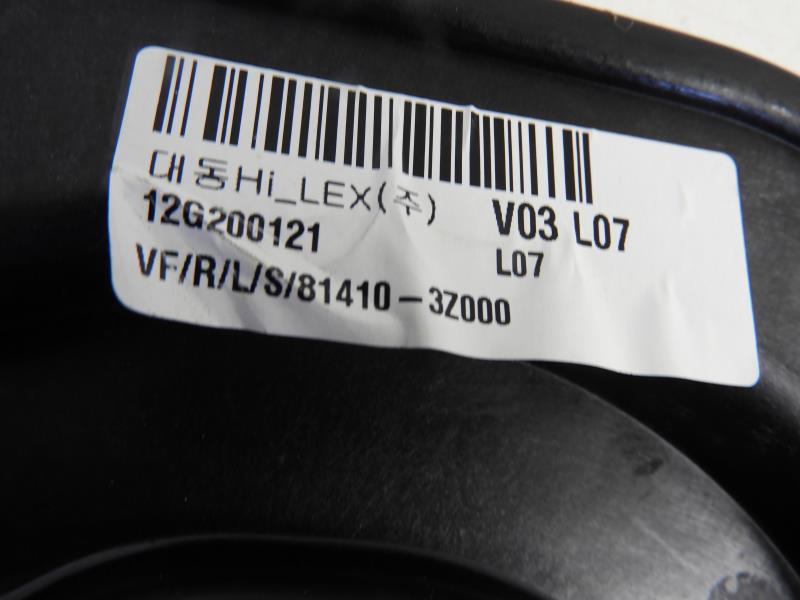 대동Hi_LEX(주)
12G200121
V03 L07
L07
VF/R/L/S/81410-3Z000